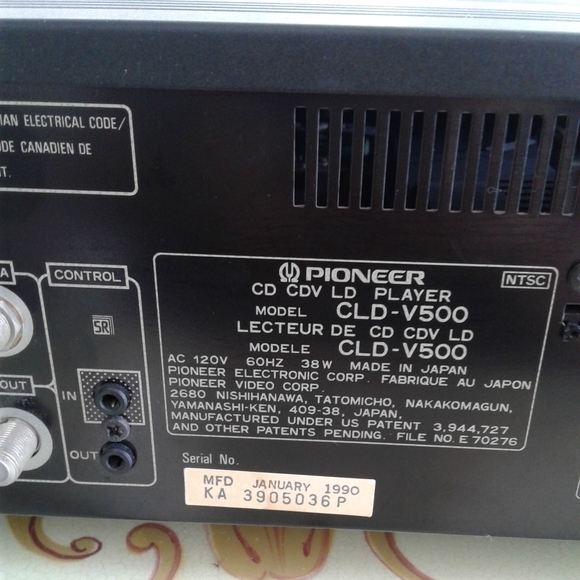 IAN ELECTRICAL CODE/
ODE CANADIEN DE
T.
A
CONTROL
SR
OUT
IN
OUT
PIONEER
NTSC
CD CDV LD PLAYER
MODEL CLD-V500
LECTEUR DE CD CDV LD
MODELE CLD-V500
AC 120V 60HZ 38W MADE IN JAPAN
PIONEER ELECTRONIC CORP. FABRIQUE AU JAPON
PIONEER VIDEO CORP.
2680 NISHIHANAWA, TATOMICHO, NAKAKOMAGUN,
YAMANASHI-KEN, 409-38, JAPAN,
MANUFACTURED UNDER US PATENT 3,944,727
AND OTHER PATENTS PENDING. FILE NO. E 70276
Serial No.
MFD JANUARY 1990
KA 3905036P